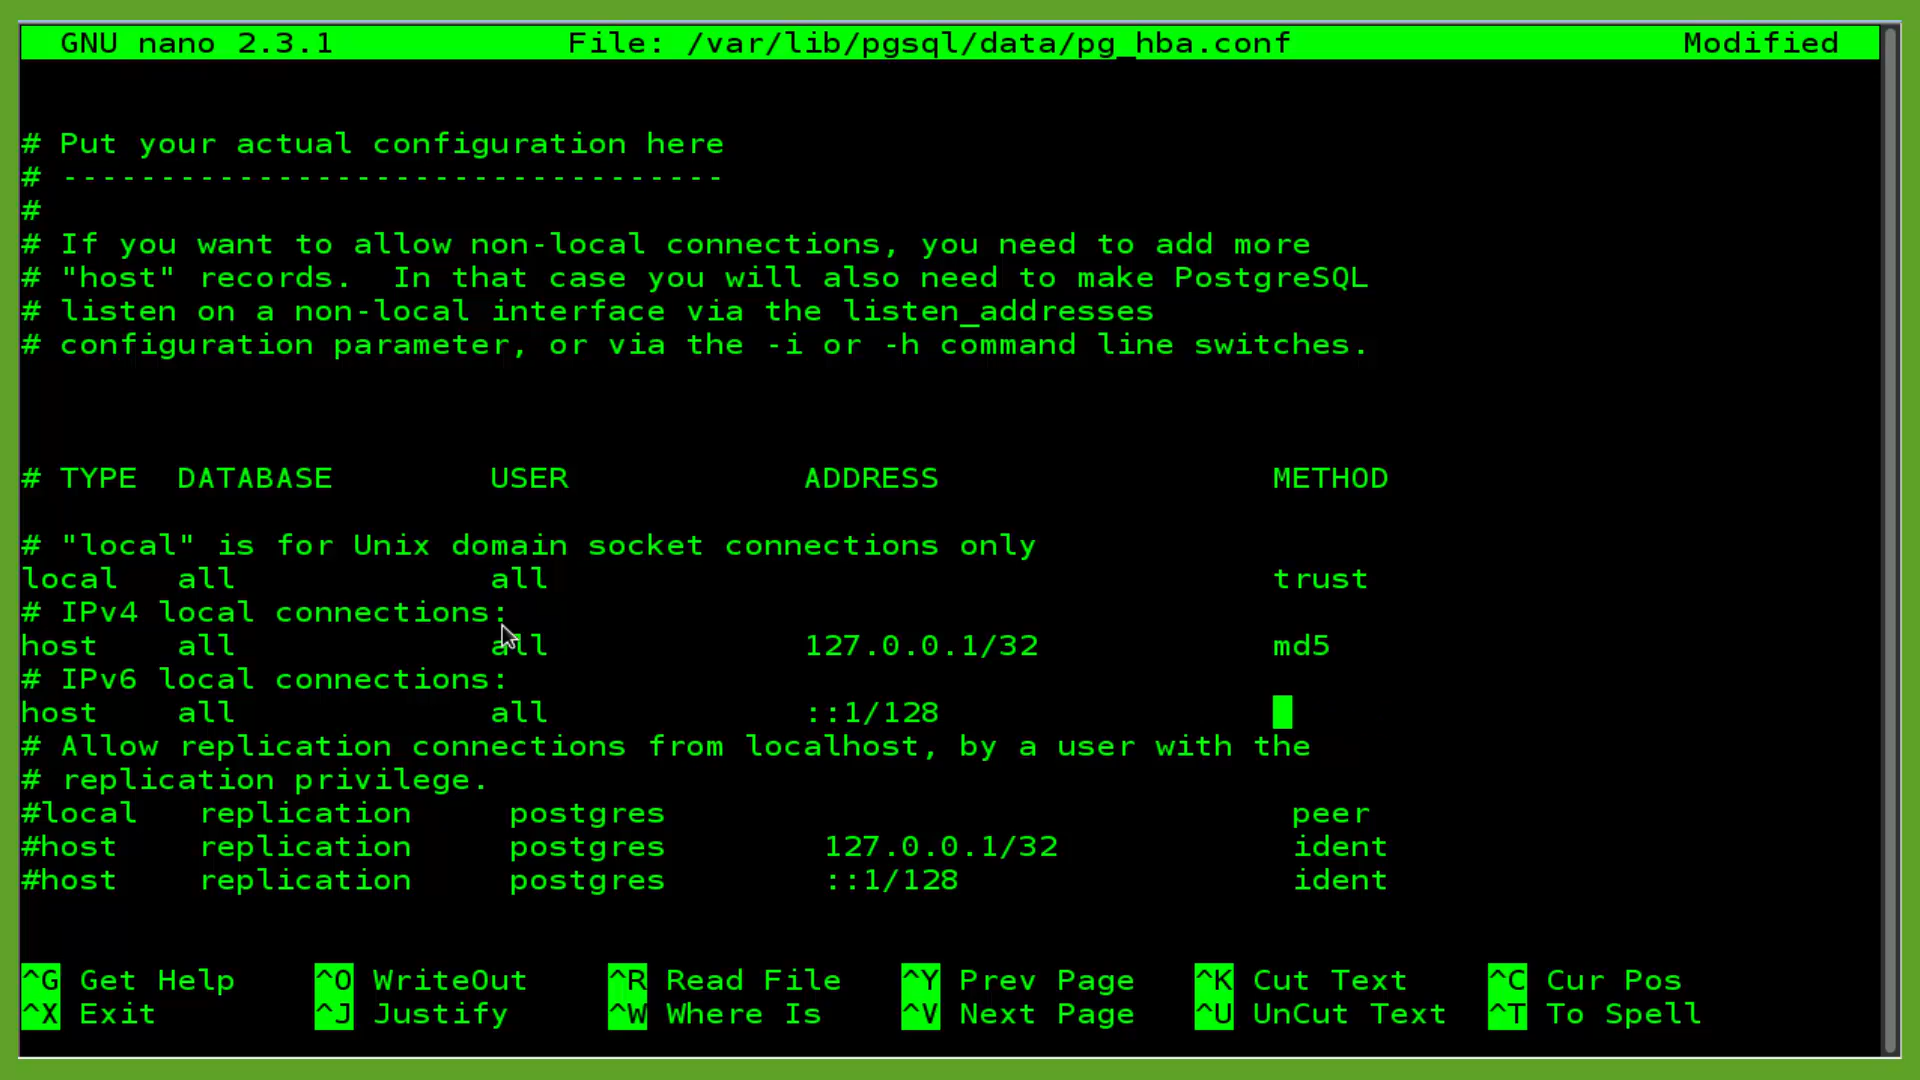 GNU nano 2.3.1 File: /var/lib/pgsql/data/pg_hba.conf Modified
# Put your actual configuration here
# ----------------------------------
#
# If you want to allow non-local connections, you need to add more
# "host" records.  In that case you will also need to make PostgreSQL
# listen on a non-local interface via the listen_addresses
# configuration parameter, or via the -i or -h command line switches.
# TYPE  DATABASE        USER            ADDRESS                 METHOD
# "local" is for Unix domain socket connections only
local   all             all                                     trust
# IPv4 local connections:
host    all             all             127.0.0.1/32            md5
# IPv6 local connections:
host    all             all             ::1/128
# Allow replication connections from localhost, by a user with the
# replication privilege.
#local   replication     postgres                                peer
#host    replication     postgres        127.0.0.1/32            ident
#host    replication     postgres        ::1/128                 ident
^G Get Help ^O WriteOut ^R Read File ^Y Prev Page ^K Cut Text ^C Cur Pos
^X Exit ^J Justify ^W Where Is ^V Next Page ^U UnCut Text ^T To Spell